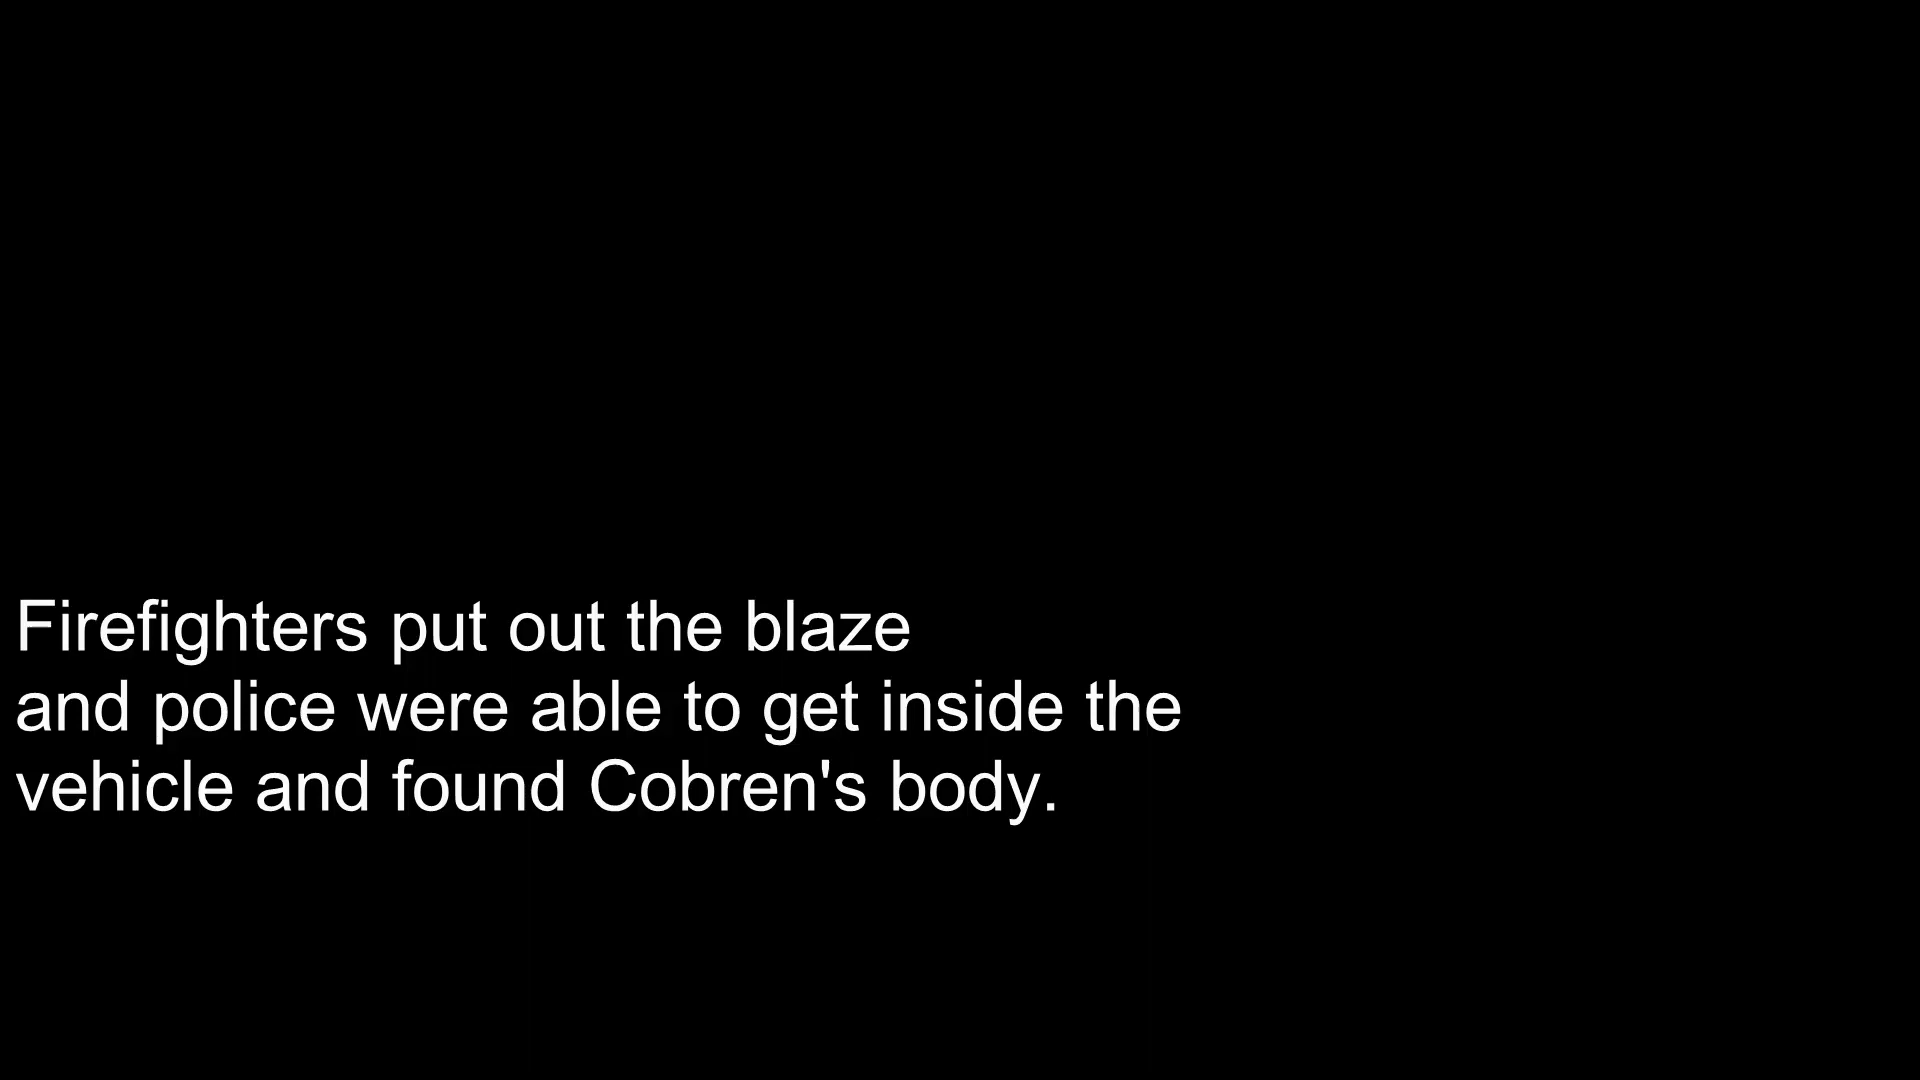 Firefighters put out the blaze
and police were able to get inside the
vehicle and found Cobren's body.